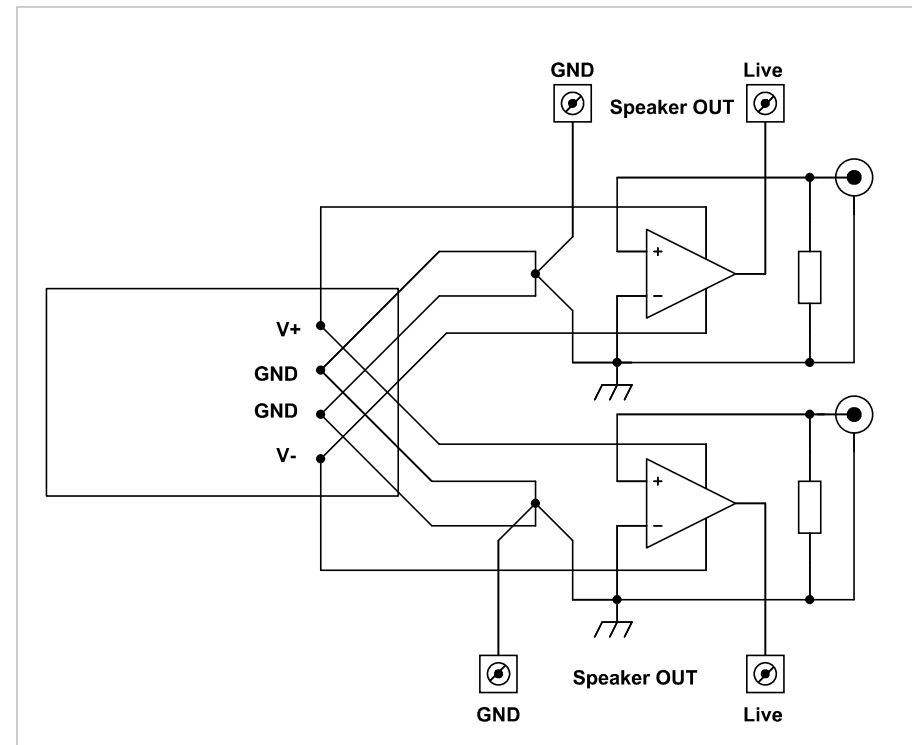 GND
Live
Speaker OUT
+
−
V+
GND
GND
V-
+
−
Speaker OUT
GND
Live